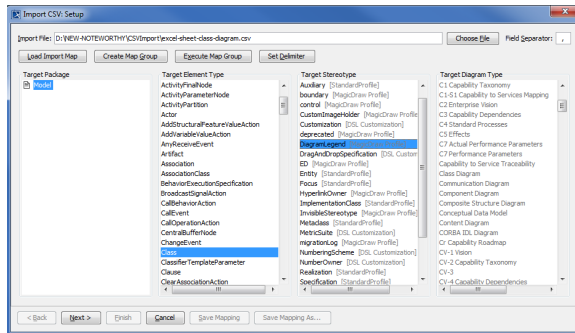 Import CSV: Setup
Import File: D:\NEW-NOTEWORTHY\CSVImport\excel-sheet-class-diagram.csv
Choose File
Field Separator: ,
Load Import Map
Create Map Group
Execute Map Group
Set Delimiter
Target Package
Model
Target Element Type
ActivityFinalNode
ActivityParameterNode
ActivityPartition
Actor
AddStructuralFeatureValueAction
AddVariableValueAction
AnyReceiveEvent
Artifact
Association
AssociationClass
BehaviorExecutionSpecification
BroadcastSignalAction
CallBehaviorAction
CallEvent
CallOperationAction
CentralBufferNode
ChangeEvent
Class
ClassifierTemplateParameter
Clause
ClearAssociationAction
Target Stereotype
Auxiliary [StandardProfile]
boundary [MagicDraw Profile]
control [MagicDraw Profile]
CustomImageHolder [MagicDraw Profile
Customization [DSL Customization]
deprecated [MagicDraw Profile]
DiagramLegend
DragAndDropSpecification [DSL Custom
ED [MagicDraw Profile]
Entity [StandardProfile]
Focus [StandardProfile]
HyperlinkOwner [MagicDraw Profile]
ImplementationClass [StandardProfile]
InvisibleStereotype [MagicDraw Profile]
Metaclass [StandardProfile]
MetricSuite [DSL Customization]
migrationLog [MagicDraw Profile]
NumberingScheme [DSL Customization]
NumberOwner [DSL Customization]
Realization [StandardProfile]
Specification [StandardProfile]
Target Diagram Type
C1 Capability Taxonomy
C1-S1 Capability to Services Mapping
C2 Enterprise Vision
C3 Capability Dependencies
C4 Standard Processes
C5 Effects
C7 Actual Performance Parameters
C7 Performance Parameters
Capability to Service Traceability
Class Diagram
Communication Diagram
Component Diagram
Composite Structure Diagram
Conceptual Data Model
Content Diagram
CORBA IDL Diagram
Cr Capability Roadmap
CV-1 Vision
CV-2 Capability Taxonomy
CV-3
CV-4 Capability Dependencies
< Back
Next >
Finish
Cancel
Save Mapping
Save Mapping As...